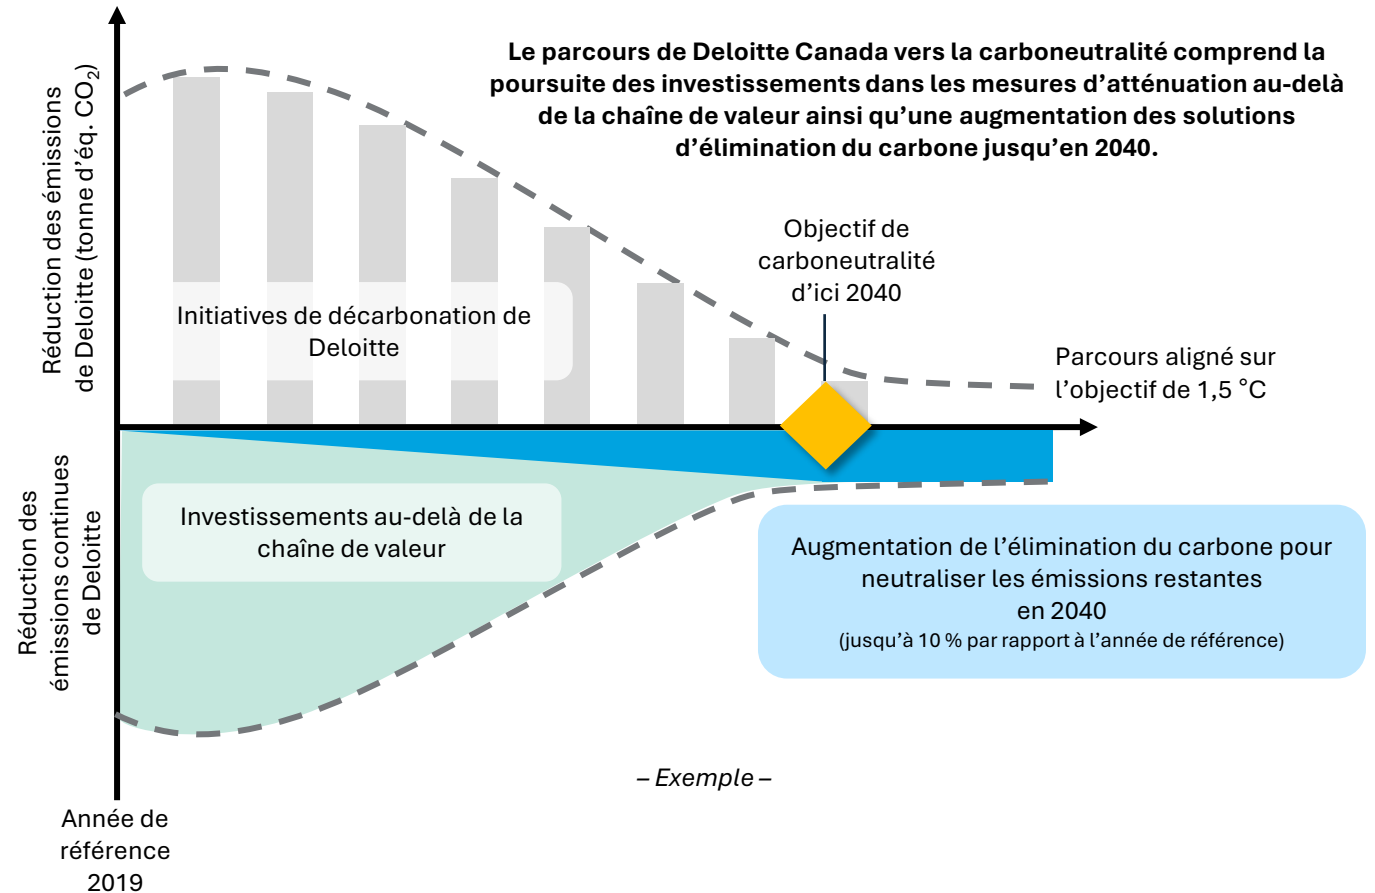 Le parcours de Deloitte Canada vers la carboneutralité comprend la
poursuite des investissements dans les mesures d’atténuation au-delà
de la chaîne de valeur ainsi qu’une augmentation des solutions
d’élimination du carbone jusqu’en 2040.
Réduction des émissions
de Deloitte (tonne d’éq. CO₂)
Objectif de
carboneutralité
d’ici 2040
Initiatives de décarbonation de
Deloitte
Parcours aligné sur
l’objectif de 1,5 °C
Réduction des
émissions continues
de Deloitte
Investissements au-delà de la
chaîne de valeur
Augmentation de l’élimination du carbone pour
neutraliser les émissions restantes
en 2040
(jusqu’à 10 % par rapport à l’année de référence)
– Exemple –
Année de
référence
2019